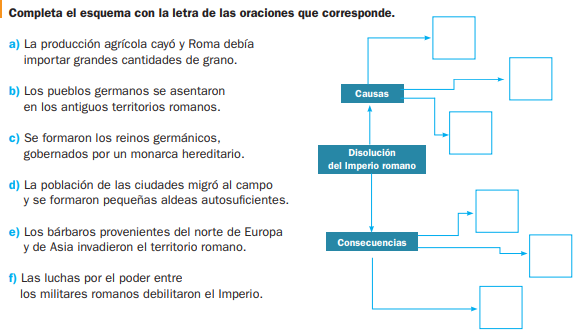 Completa el esquema con la letra de las oraciones que corresponde.
a) La producción agrícola cayó y Roma debía
importar grandes cantidades de grano.
b) Los pueblos germanos se asentaron
en los antiguos territorios romanos.
c) Se formaron los reinos germánicos,
gobernados por un monarca hereditario.
d) La población de las ciudades migró al campo
y se formaron pequeñas aldeas autosuficientes.
e) Los bárbaros provenientes del norte de Europa
y de Asia invadieron el territorio romano.
f) Las luchas por el poder entre
los militares romanos debilitaron el Imperio.
Causas
Disolución
del Imperio romano
Consecuencias